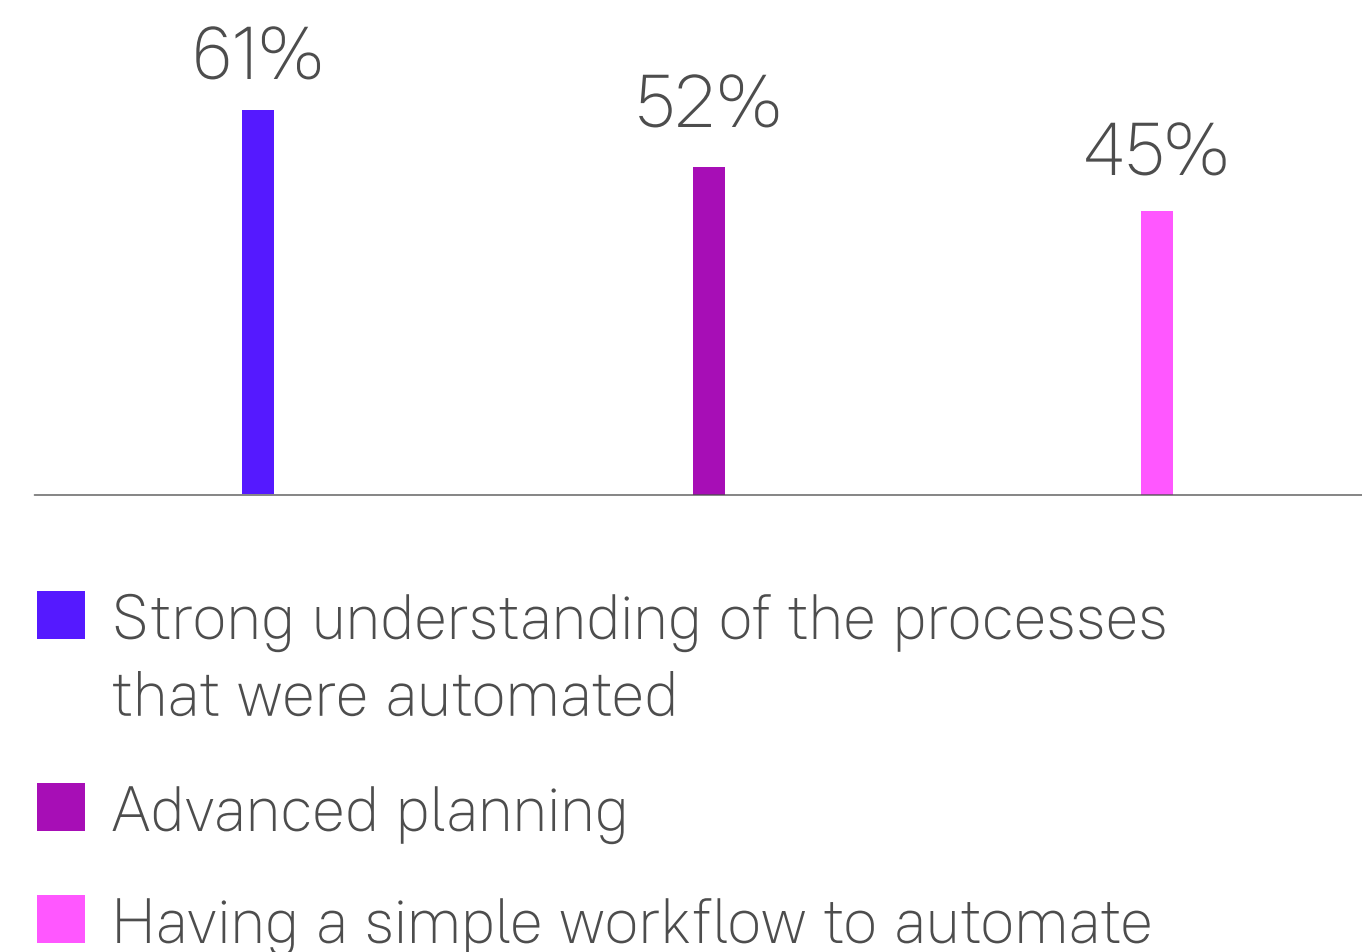 61%
52%
45%
Strong understanding of the processes
that were automated
Advanced planning
Having a simple workflow to automate